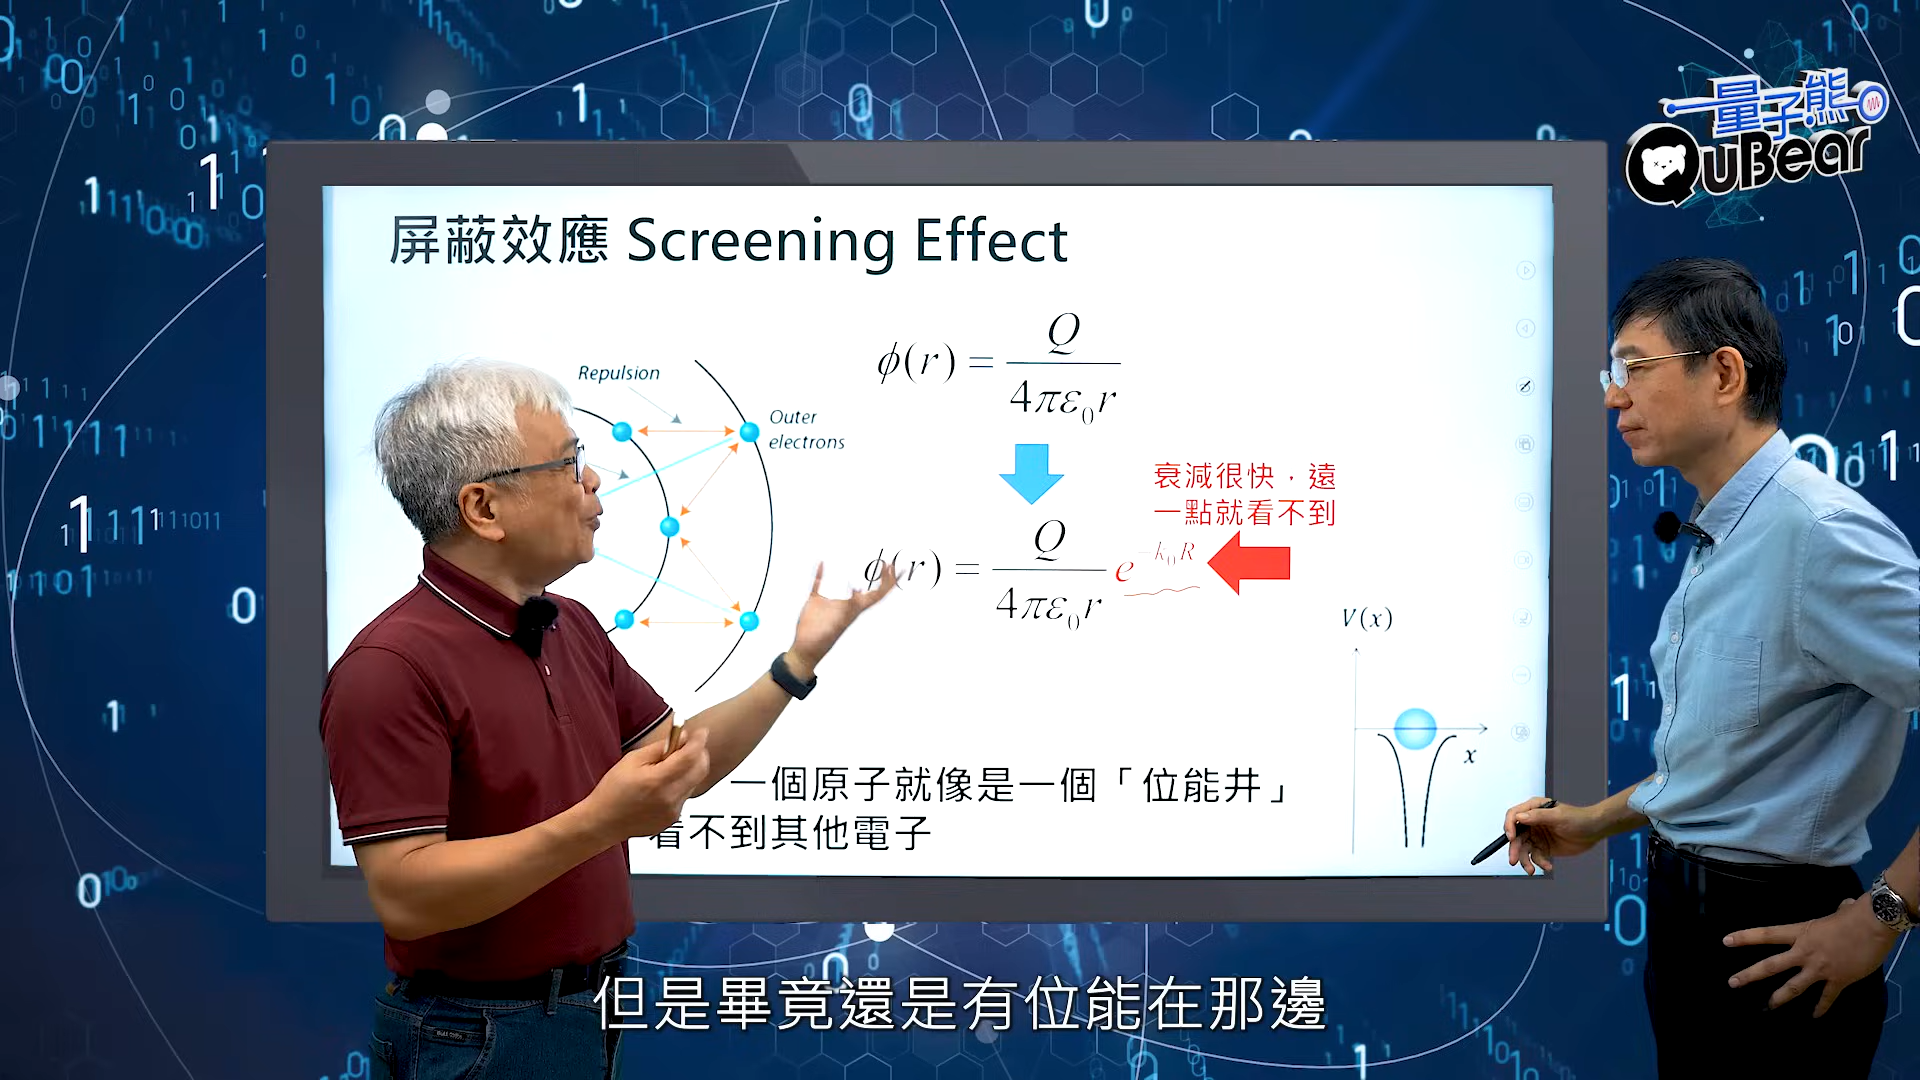 量子熊
QuBear
屏蔽效應 Screening Effect
Repulsion
Outer
electrons
ϕ(r) = Q / 4πε₀r
衰減很快，遠
一點就看不到
ϕ(r) = Q / 4πε₀r e^{-k₀R}
V(x)
x
一個原子就像是一個「位能井」
看不到其他電子
但是畢竟還是有位能在那邊